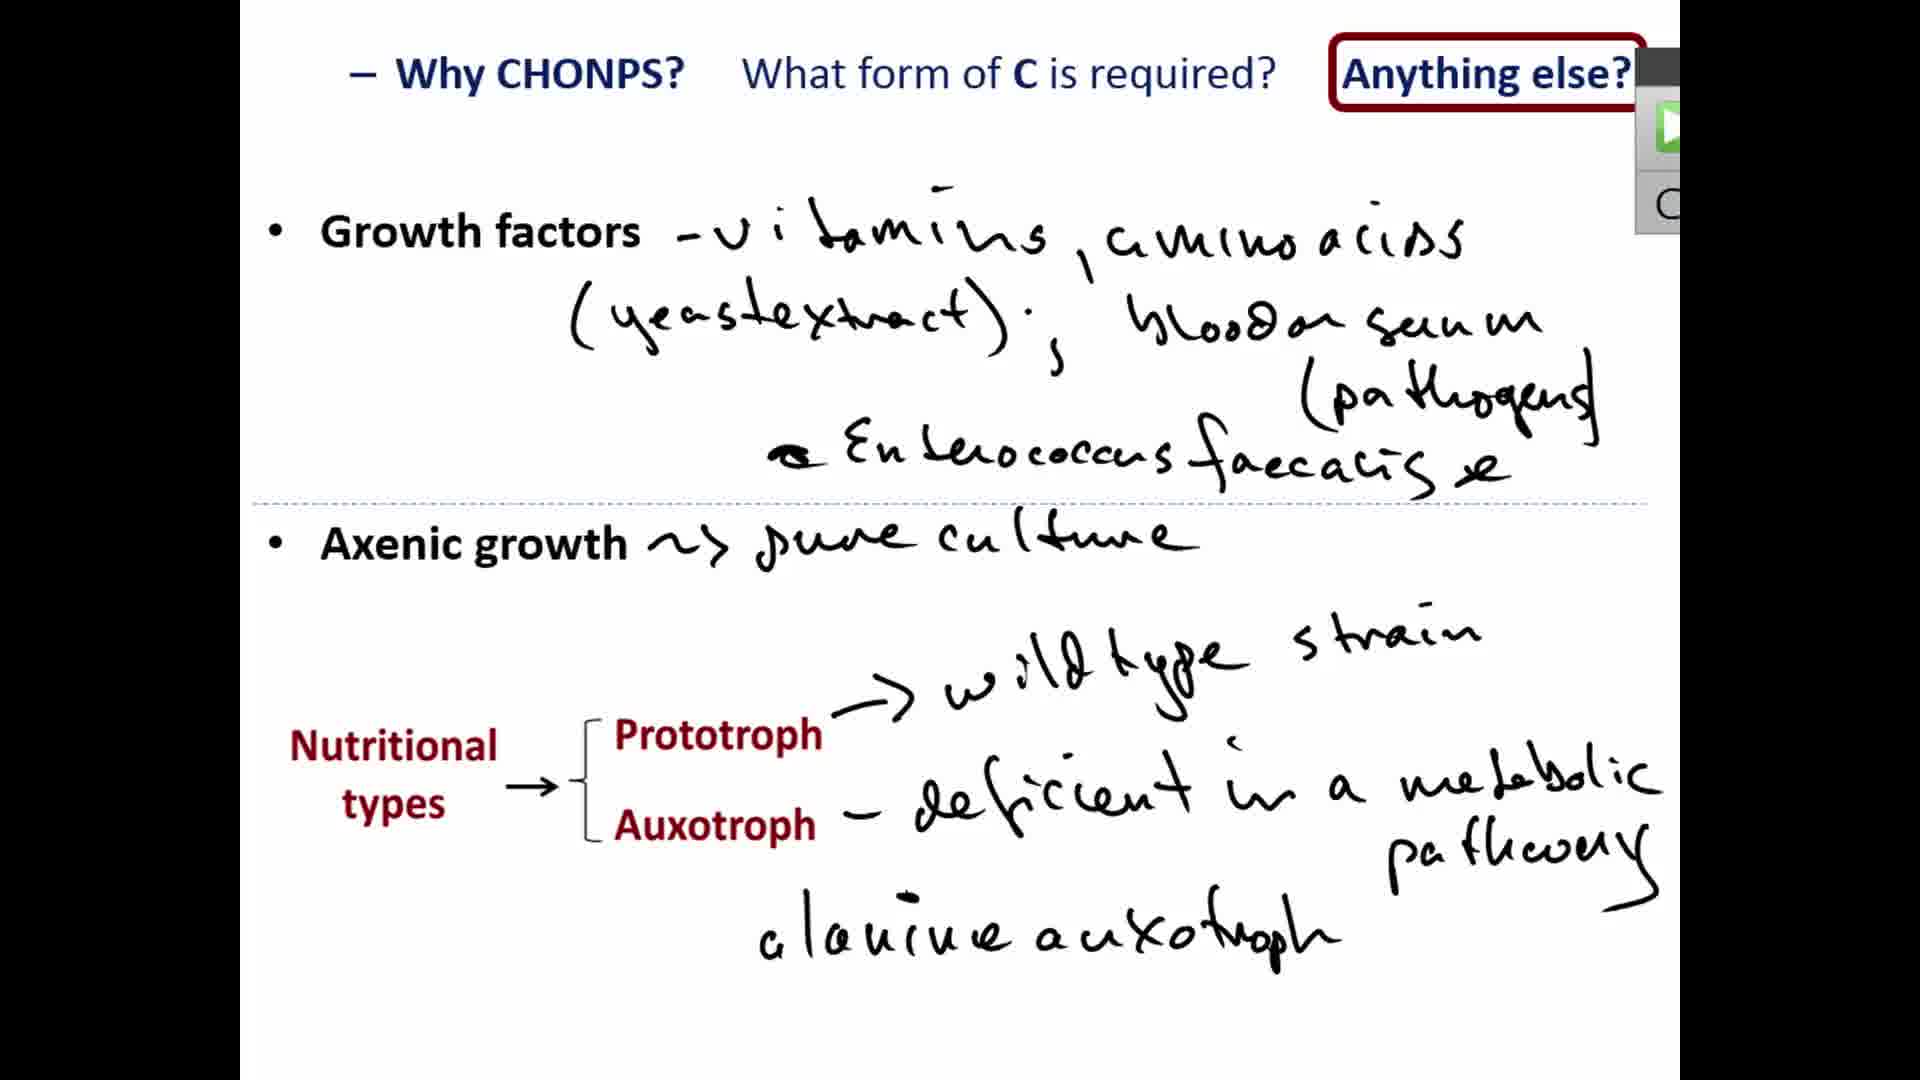 – Why CHONPS? What form of C is required? Anything else?
• Growth factors - vitamins, amino acids
(yeast extract); blood or serum
(pathogens)
- Enterococcus faecalis
• Axenic growth ~> pure culture
Nutritional types → Prototroph → wild type strain
Auxotroph - deficient in a metabolic
pathway
alanine auxotroph